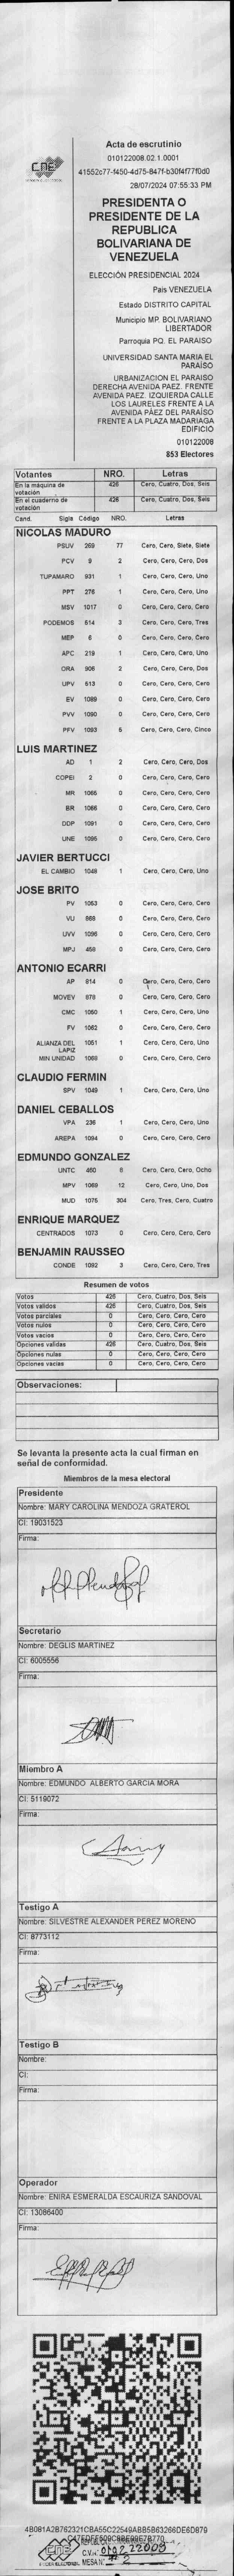 Acta de escrutinio
010122008.02.1.0001
41552c77-f450-4d75-847f-b30f4f77f0d0
28/07/2024 07:55:33 PM
PRESIDENTA O
PRESIDENTE DE LA
REPUBLICA
BOLIVARIANA DE
VENEZUELA
ELECCIÓN PRESIDENCIAL 2024
Pais VENEZUELA
Estado DISTRITO CAPITAL
Municipio MP. BOLIVARIANO
LIBERTADOR
Parroquia PQ. EL PARAISO
UNIVERSIDAD SANTA MARIA EL
PARAÍSO
URBANIZACION EL PARAISO
DERECHA AVENIDA PAEZ. FRENTE
AVENIDA PAEZ. IZQUIERDA CALLE
LOS LAURELES FRENTE A LA
AVENIDA PÁEZ DEL PARAÍSO
FRENTE A LA PLAZA MADARIAGA
EDIFICIO
010122008
853 Electores
Votantes NRO. Letras
En la máquina de votación 426 Cero, Cuatro, Dos, Seis
En el cuaderno de votación 426 Cero, Cuatro, Dos, Seis
Cand. Sigla Código NRO. Letras
NICOLAS MADURO
PSUV 269 77 Cero, Cero, Siete, Siete
PCV 9 2 Cero, Cero, Cero, Dos
TUPAMARO 931 1 Cero, Cero, Cero, Uno
PPT 276 1 Cero, Cero, Cero, Uno
MSV 1017 0 Cero, Cero, Cero, Cero
PODEMOS 514 3 Cero, Cero, Cero, Tres
MEP 6 0 Cero, Cero, Cero, Cero
APC 219 1 Cero, Cero, Cero, Uno
ORA 906 2 Cero, Cero, Cero, Dos
UPV 513 0 Cero, Cero, Cero, Cero
EV 1089 0 Cero, Cero, Cero, Cero
PVV 1090 0 Cero, Cero, Cero, Cero
PFV 1093 5 Cero, Cero, Cero, Cinco
LUIS MARTINEZ
AD 1 2 Cero, Cero, Cero, Dos
COPEI 2 0 Cero, Cero, Cero, Cero
MR 1065 0 Cero, Cero, Cero, Cero
BR 1066 0 Cero, Cero, Cero, Cero
DDP 1091 0 Cero, Cero, Cero, Cero
UNE 1095 0 Cero, Cero, Cero, Cero
JAVIER BERTUCCI
EL CAMBIO 1048 1 Cero, Cero, Cero, Uno
JOSE BRITO
PV 1053 0 Cero, Cero, Cero, Cero
VU 868 0 Cero, Cero, Cero, Cero
UVV 1096 0 Cero, Cero, Cero, Cero
MPJ 458 0 Cero, Cero, Cero, Cero
ANTONIO ECARRI
AP 814 0 Cero, Cero, Cero, Cero
MOVEV 878 0 Cero, Cero, Cero, Cero
CMC 1050 1 Cero, Cero, Cero, Uno
FV 1062 0 Cero, Cero, Cero, Cero
ALIANZA DEL LAPIZ 1051 1 Cero, Cero, Cero, Uno
MIN UNIDAD 1088 0 Cero, Cero, Cero, Cero
CLAUDIO FERMIN
SPV 1049 1 Cero, Cero, Cero, Uno
DANIEL CEBALLOS
VPA 236 1 Cero, Cero, Cero, Uno
AREPA 1094 0 Cero, Cero, Cero, Cero
EDMUNDO GONZALEZ
UNTC 460 8 Cero, Cero, Cero, Ocho
MPV 1069 12 Cero, Cero, Uno, Dos
MUD 1075 304 Cero, Tres, Cero, Cuatro
ENRIQUE MARQUEZ
CENTRADOS 1073 0 Cero, Cero, Cero, Cero
BENJAMIN RAUSSEO
CONDE 1092 3 Cero, Cero, Cero, Tres
Resumen de votos
Votos 426 Cero, Cuatro, Dos, Seis
Votos validos 426 Cero, Cuatro, Dos, Seis
Votos parciales 0 Cero, Cero, Cero, Cero
Votos nulos 0 Cero, Cero, Cero, Cero
Votos vacios 0 Cero, Cero, Cero, Cero
Opciones validas 426 Cero, Cuatro, Dos, Seis
Opciones nulas 0 Cero, Cero, Cero, Cero
Opciones vacias 0 Cero, Cero, Cero, Cero
Observaciones:
Se levanta la presente acta la cual firman en
señal de conformidad.
Miembros de la mesa electoral
Presidente
Nombre: MARY CAROLINA MENDOZA GRATEROL
CI: 19031523
Firma:
Secretario
Nombre: DEGLIS MARTINEZ
CI: 6005556
Firma:
Miembro A
Nombre: EDMUNDO ALBERTO GARCIA MORA
CI: 5119072
Firma:
Testigo A
Nombre: SILVESTRE ALEXANDER PEREZ MORENO
CI: 8773112
Firma:
Testigo B
Nombre:
CI:
Firma:
Operador
Nombre: ENIRA ESMERALDA ESCAURIZA SANDOVAL
CI: 13086400
Firma:
4B081A2B762321CBA55C22549ABB5B63266DE6D879
CNE
C.V.:
MESA N: 2